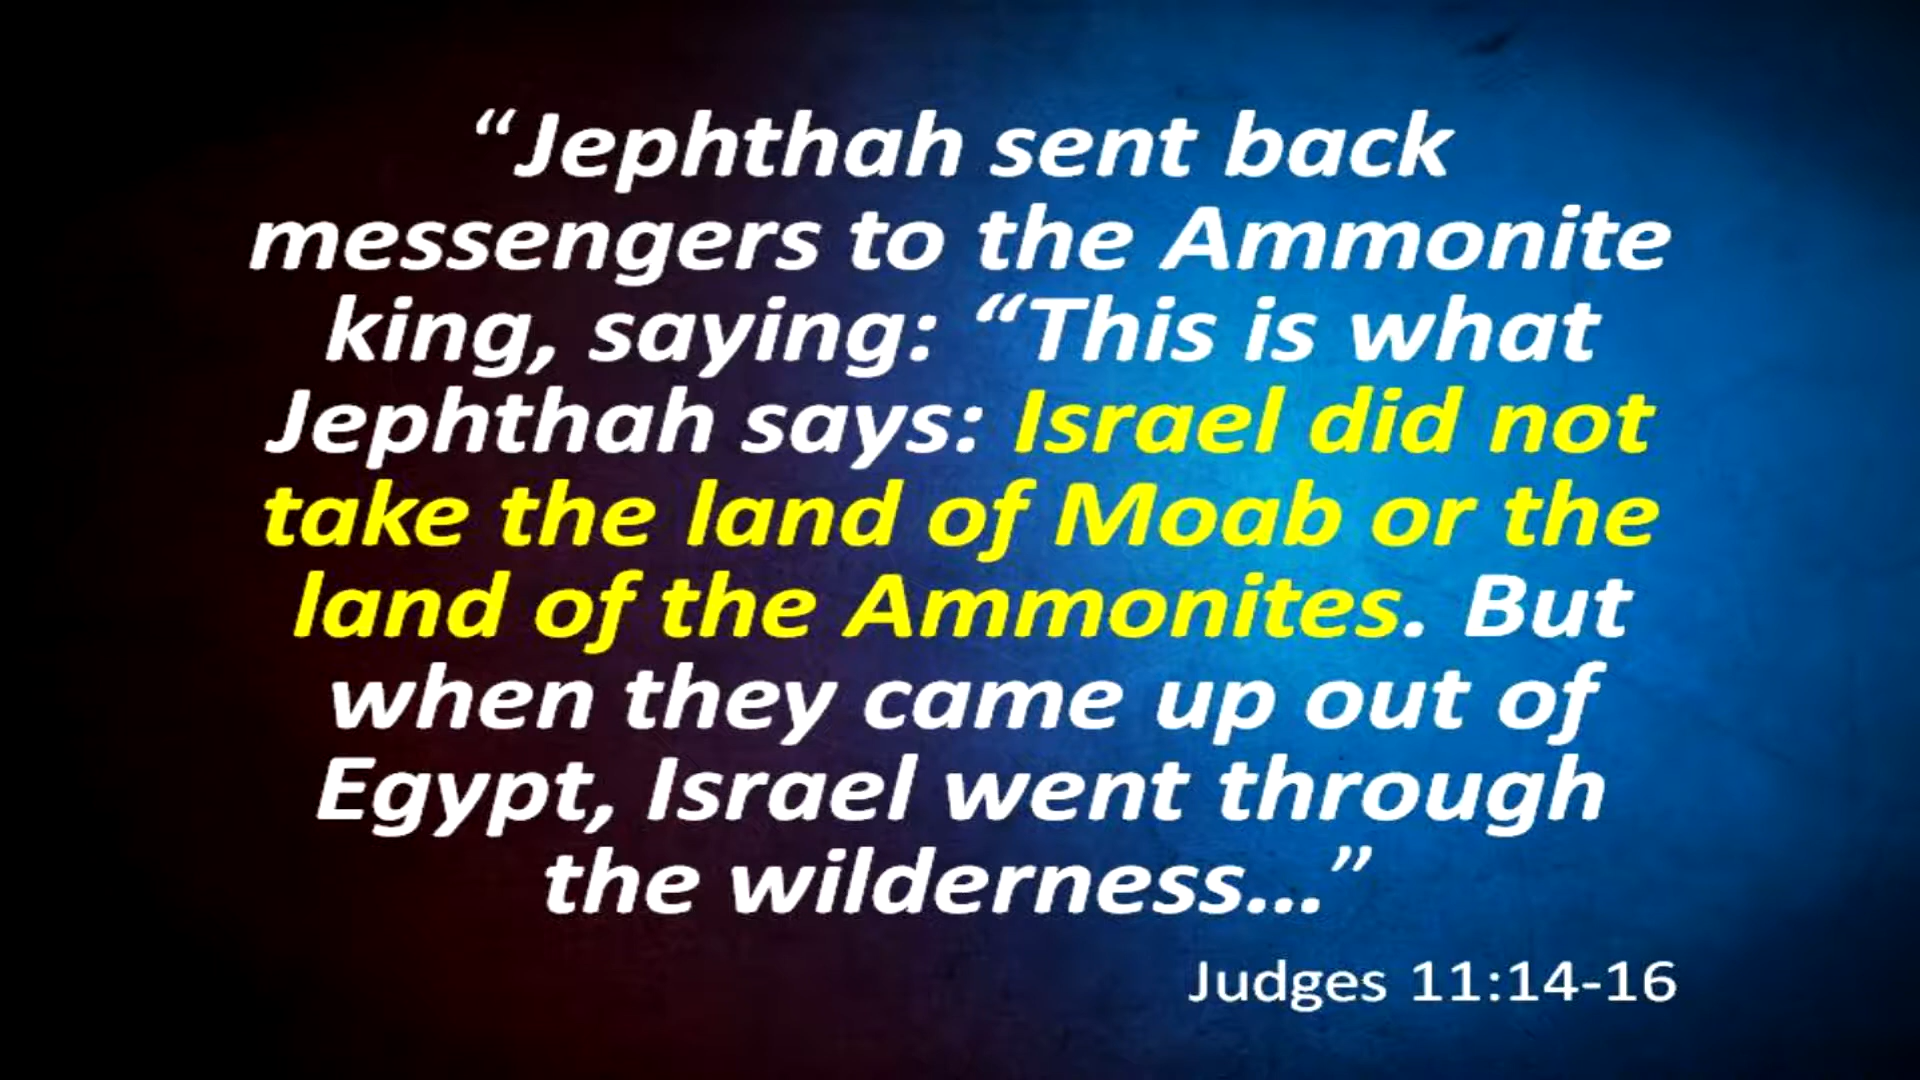 “Jephthah sent back
messengers to the Ammonite
king, saying: “This is what
Jephthah says: Israel did not
take the land of Moab or the
land of the Ammonites. But
when they came up out of
Egypt, Israel went through
the wilderness...”
Judges 11:14-16